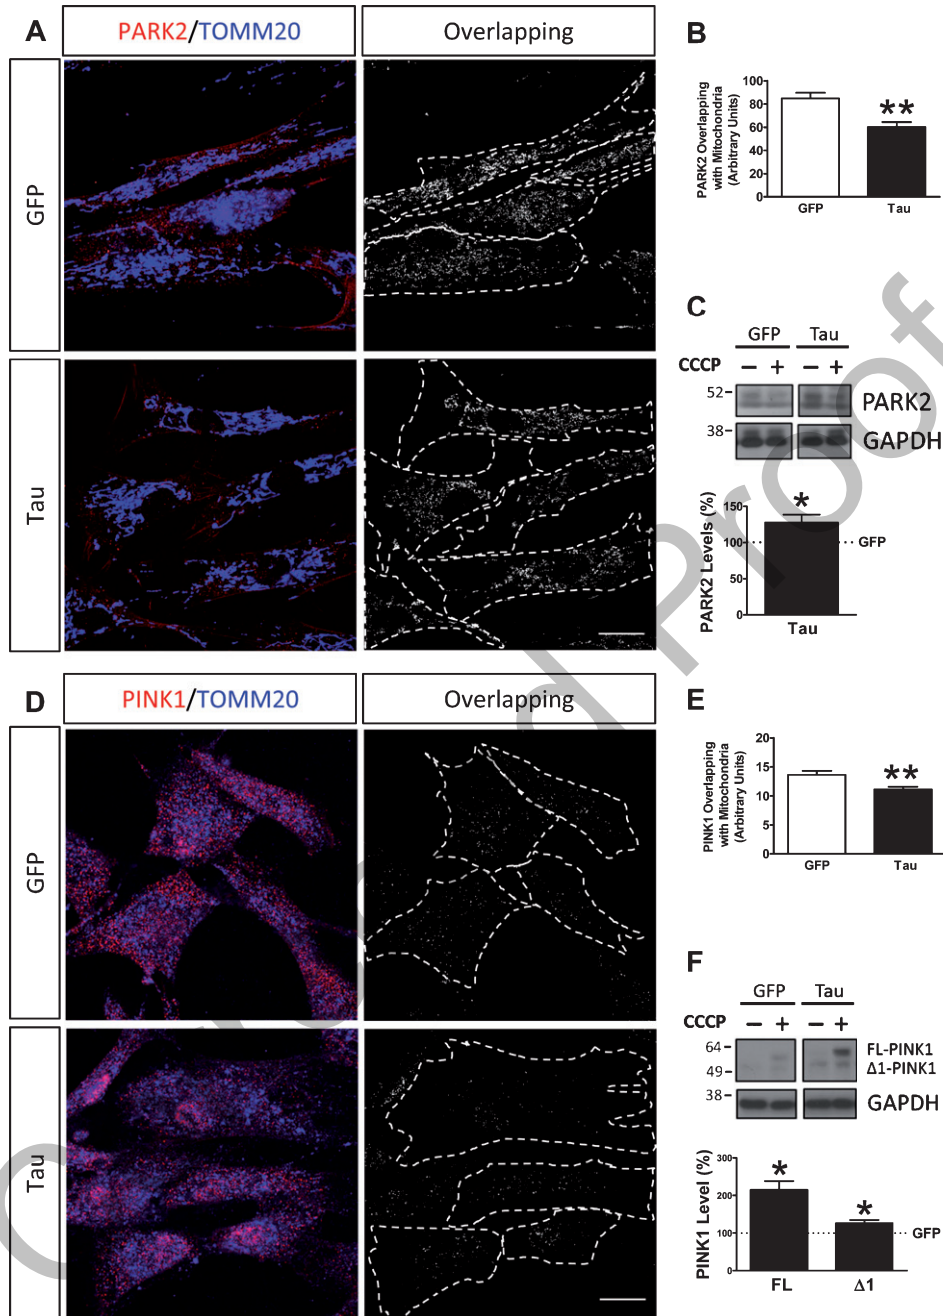 A
PARK2/TOMM20
Overlapping
GFP
Tau
B
PARK2 Overlapping
with Mitochondria
(Arbitrary Units)
100
80
60
40
20
0
**
GFP
Tau
C
GFP
Tau
CCCP
− + − +
52
PARK2
38
GAPDH
PARK2 Levels (%)
150
100
50
0
*
GFP
Tau
D
PINK1/TOMM20
Overlapping
GFP
Tau
E
PINK1 Overlapping
with Mitochondria
(Arbitrary Units)
20
15
10
5
0
**
GFP
Tau
F
GFP
Tau
CCCP
− + − +
64
FL-PINK1
49
Δ1-PINK1
38
GAPDH
PINK1 Level (%)
300
200
100
0
*
*
GFP
FL
Δ1
d Proof